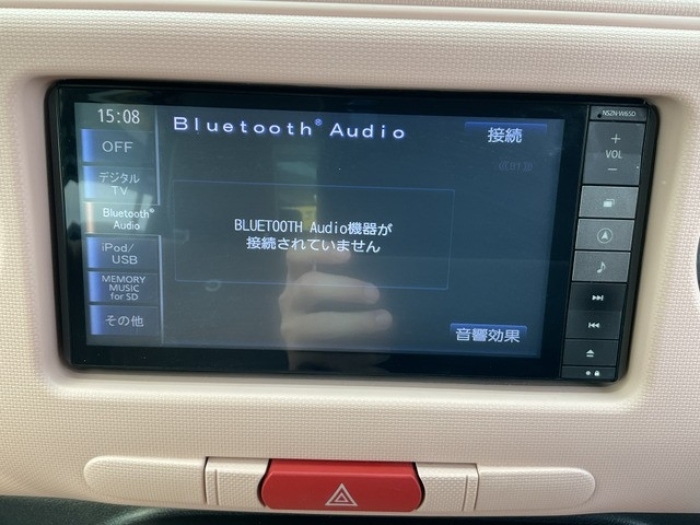 15:08
Bluetooth® Audio
接続
NSZN-W65D
OFF
デジタル
TV
Bluetooth®
Audio
iPod/
USB
MEMORY
MUSIC
for SD
その他
BLUETOOTH Audio機器が
接続されていません
音響効果
+
VOL
−